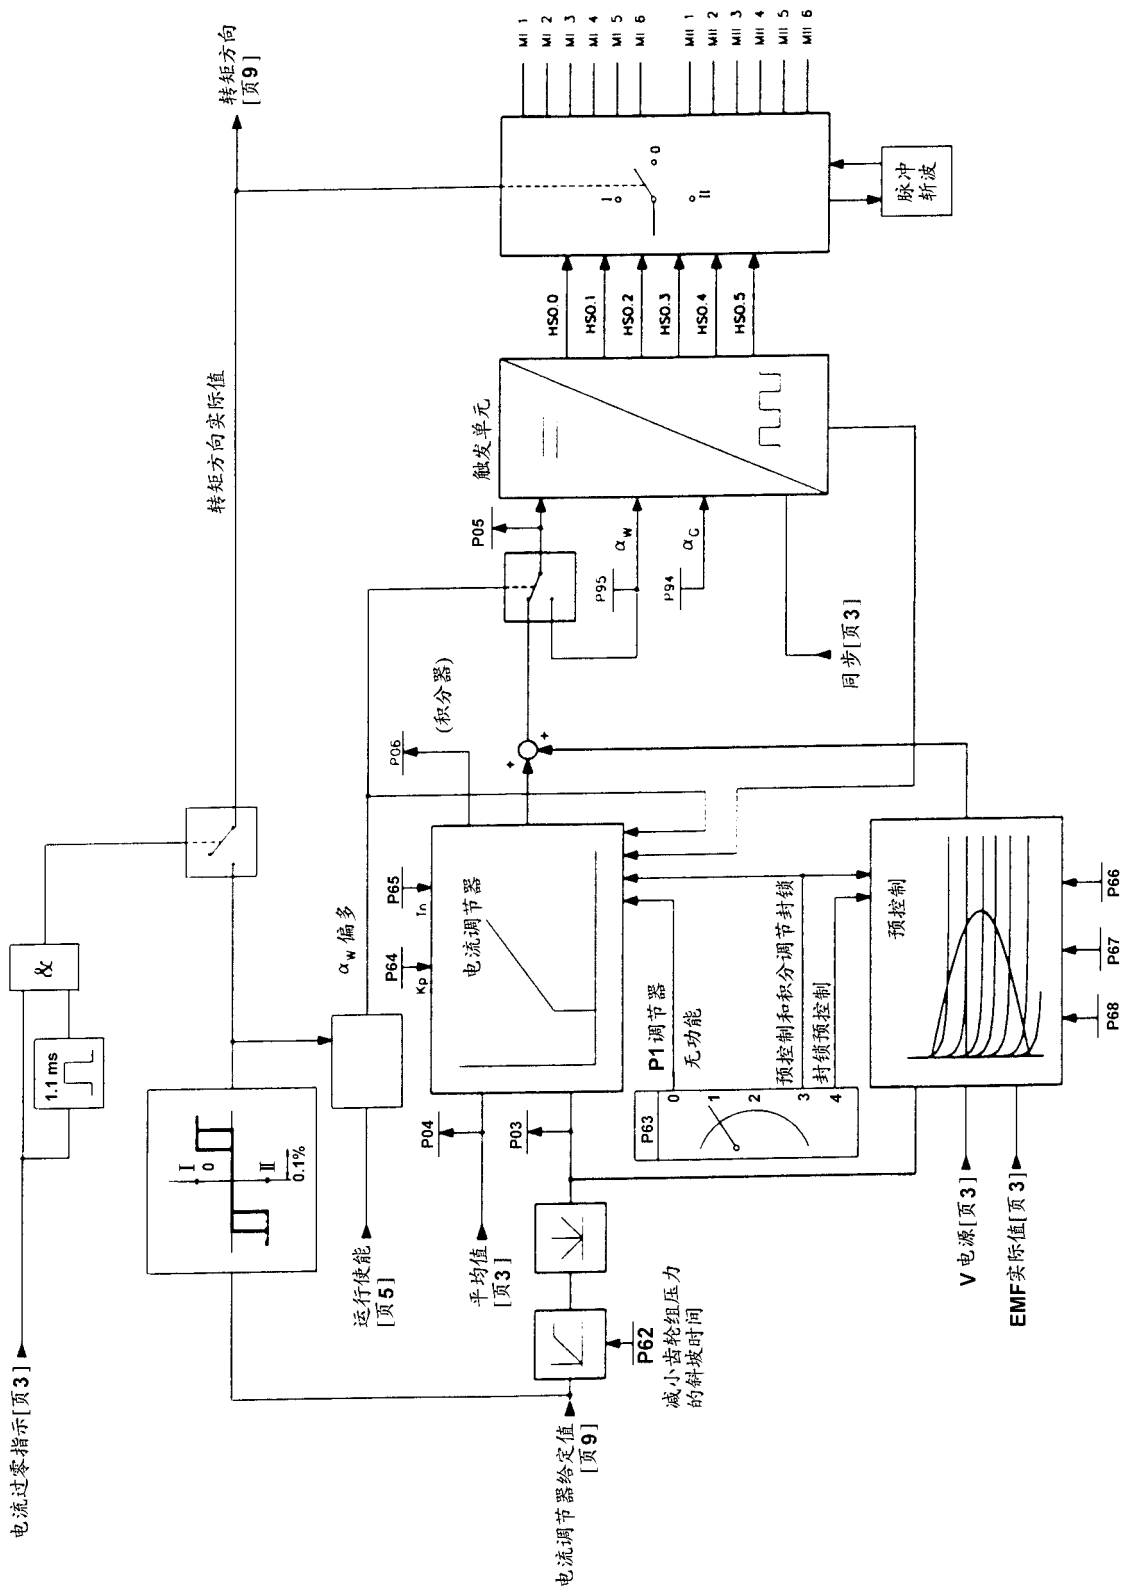 电流过零指示[页3]
1.1 ms
&
转矩方向实际值
转矩方向
[页9]
I
0
II
0.1%
运行使能
[页5]
αW 偏多
平均值
[页3]
P04
P03
P64
Kp
P65
Tn
电流调节器
P06
(积分器)
+
+
P05
P95
αW
P94
αG
触发单元
同步[页3]
HSO.0
HSO.1
HSO.2
HSO.3
HSO.4
HSO.5
I
0
II
MI 1
MI 2
MI 3
MI 4
MI 5
MI 6
MII 1
MII 2
MII 3
MII 4
MII 5
MII 6
脉冲
斩波
电流调节器给定值
[页9]
P62
减小齿轮组压力
的斜坡时间
P63
0
1
2
3
4
P1调节器
无功能
预控制和积分调节封锁
封锁预控制
预控制
V 电源[页3]
EMF实际值[页3]
P68
P67
P66